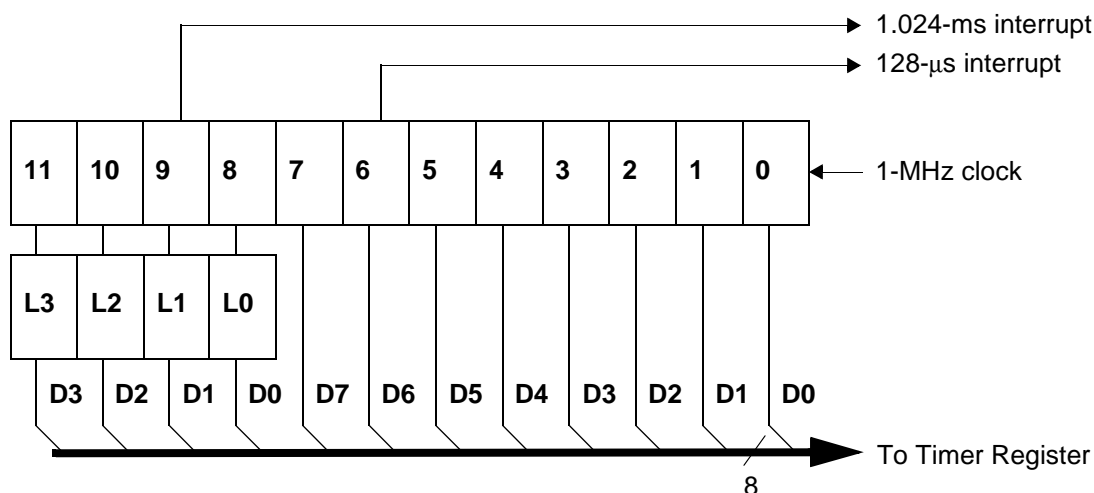 1.024-ms interrupt
128-μs interrupt
11 10 9 8 7 6 5 4 3 2 1 0
1-MHz clock
L3 L2 L1 L0
D3 D2 D1 D0 D7 D6 D5 D4 D3 D2 D1 D0
To Timer Register
8